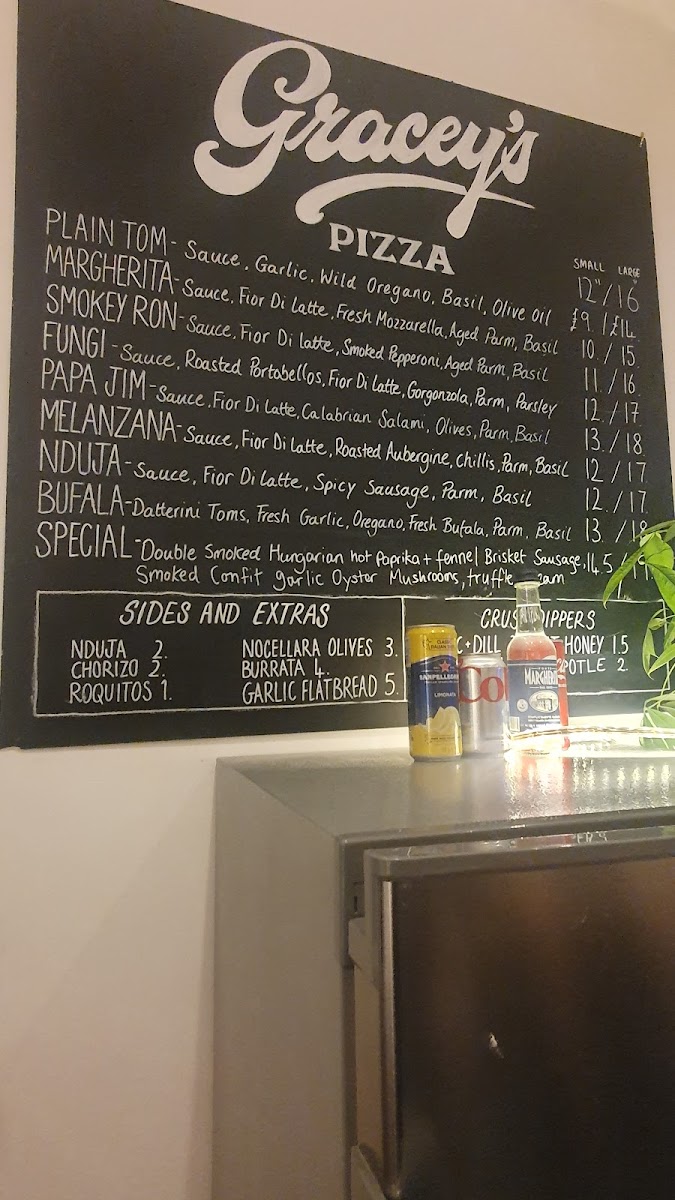 Gracey's
PIZZA
SMALL LARGE
12"/16"
PLAIN TOM - Sauce, Garlic, Wild Oregano, Basil, Olive Oil £9./£14
MARGHERITA - Sauce, Fior Di Latte, Fresh Mozzarella, Aged Parm, Basil 10./15.
SMOKEY RON - Sauce, Fior Di latte, Smoked Pepperoni, Aged Parm, Basil 11./16
FUNGI - Sauce, Roasted Portobellos, Fior Di Latte, Gorgonzola, Parm, Parsley 12./17
PAPA JIM - Sauce, Fior Di Latte, Calabrian Salami, Olives, Parm, Basil 13./18.
MELANZANA - Sauce, Fior Di Latte, Roasted Aubergine, Chillis, Parm, Basil 12/17
NDUJA - Sauce, Fior Di Latte, Spicy Sausage, Parm, Basil 12./17.
BUFALA - Datterini Toms, Fresh Garlic, Oregano, Fresh Bufala, Parm, Basil 13./18
SPECIAL - Double Smoked Hungarian hot Paprika + fennel Brisket Sausage, 14.5/19
Smoked Confit garlic Oyster Mushrooms, truffle
SIDES AND EXTRAS
NDUJA 2.
CHORIZO 2.
ROQUITOS 1.
NOCELLARA OLIVES 3.
BURRATA 4.
GARLIC FLATBREAD 5.
CRUST DIPPERS
+ DILL HONEY 1.5
2.
SANPELLEGRINO
LIMONATA
Co